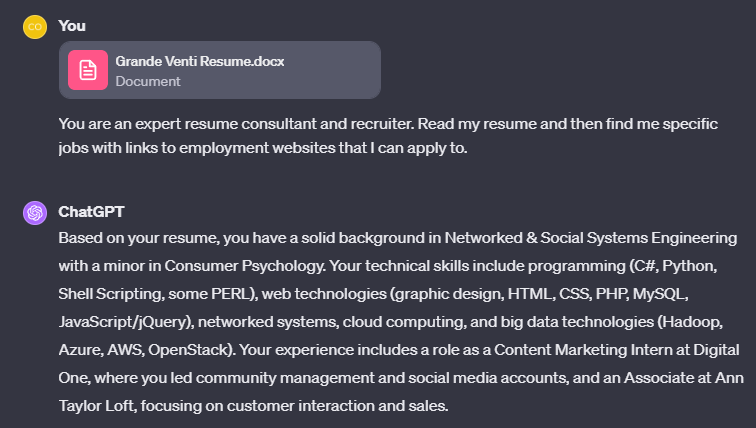 CO
You
Grande Venti Resume.docx
Document
You are an expert resume consultant and recruiter. Read my resume and then find me specific
jobs with links to employment websites that I can apply to.
ChatGPT
Based on your resume, you have a solid background in Networked & Social Systems Engineering
with a minor in Consumer Psychology. Your technical skills include programming (C#, Python,
Shell Scripting, some PERL), web technologies (graphic design, HTML, CSS, PHP, MySQL,
JavaScript/jQuery), networked systems, cloud computing, and big data technologies (Hadoop,
Azure, AWS, OpenStack). Your experience includes a role as a Content Marketing Intern at Digital
One, where you led community management and social media accounts, and an Associate at Ann
Taylor Loft, focusing on customer interaction and sales.